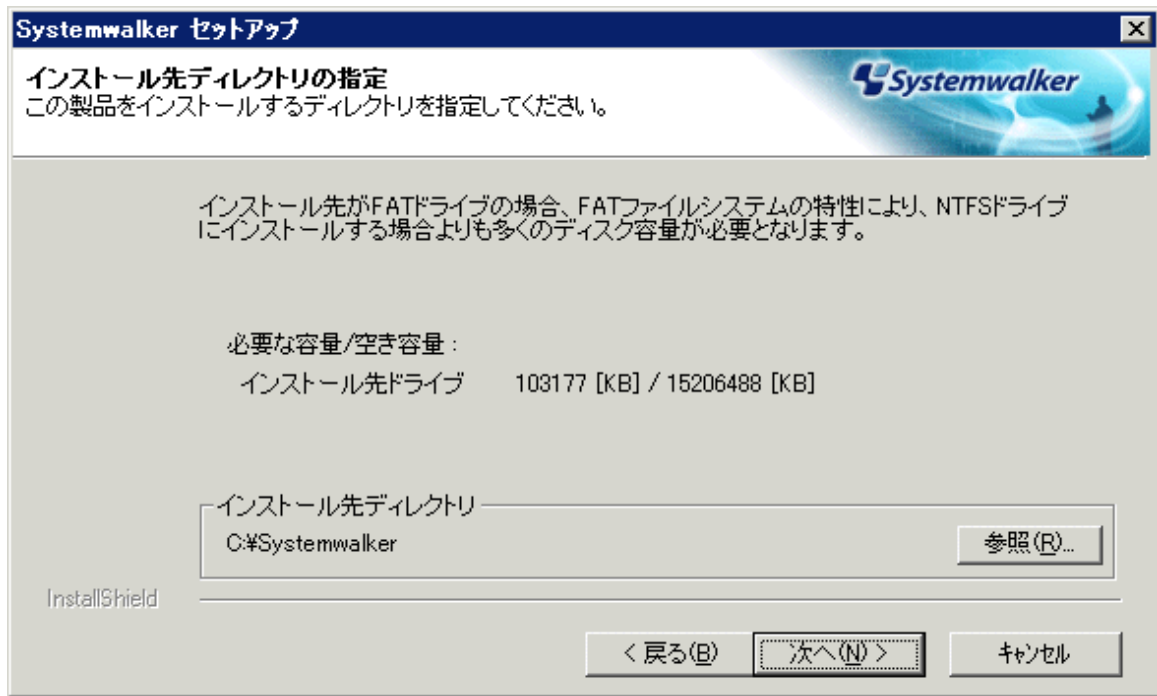 Systemwalker セットアップ
インストール先ディレクトリの指定
この製品をインストールするディレクトリを指定してください。
Systemwalker
インストール先がFATドライブの場合、FATファイルシステムの特性により、NTFSドライブ
にインストールする場合よりも多くのディスク容量が必要となります。
必要な容量/空き容量:
インストール先ドライブ 103177 [KB] / 15206488 [KB]
インストール先ディレクトリ
C:¥Systemwalker
参照(R)...
InstallShield
< 戻る(B)
次へ(N) >
キャンセル